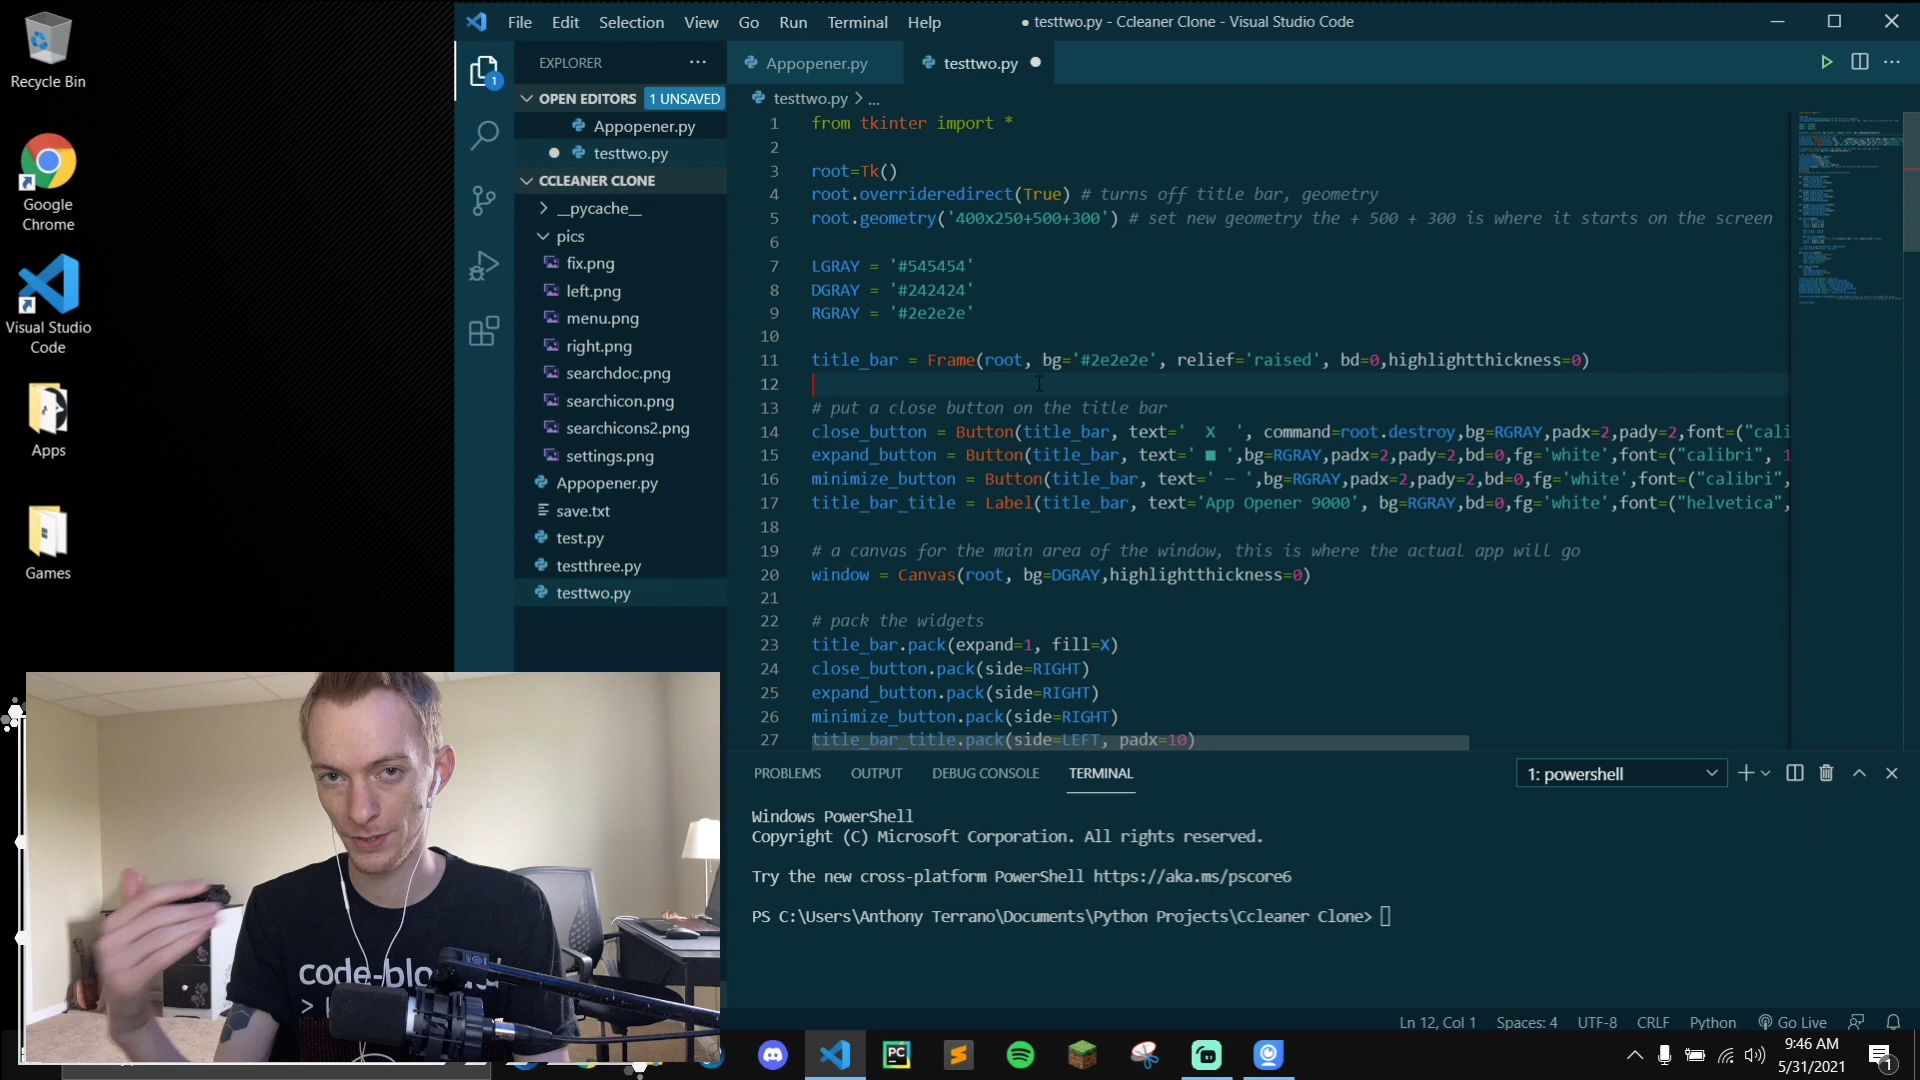 Recycle Bin
Google
Chrome
Visual Studio
Code
Apps
Games
File Edit Selection View Go Run Terminal Help
● testtwo.py - Ccleaner Clone - Visual Studio Code
EXPLORER
1
OPEN EDITORS 1 UNSAVED
Appopener.py
testtwo.py
CCLEANER CLONE
__pycache__
pics
fix.png
left.png
menu.png
right.png
searchdoc.png
searchicon.png
searchicons2.png
settings.png
Appopener.py
save.txt
test.py
testthree.py
testtwo.py
Appopener.py testtwo.py
testtwo.py > ...
1 from tkinter import *
2
3 root=Tk()
4 root.overrideredirect(True) # turns off title bar, geometry
5 root.geometry('400x250+500+300') # set new geometry the + 500 + 300 is where it starts on the screen
6
7 LGRAY = '#545454'
8 DGRAY = '#242424'
9 RGRAY = '#2e2e2e'
10
11 title_bar = Frame(root, bg='#2e2e2e', relief='raised', bd=0,highlightthickness=0)
12
13 # put a close button on the title bar
14 close_button = Button(title_bar, text='  X  ', command=root.destroy,bg=RGRAY,padx=2,pady=2,font=("cali
15 expand_button = Button(title_bar, text=' ■ ',bg=RGRAY,padx=2,pady=2,bd=0,fg='white',font=("calibri", 1
16 minimize_button = Button(title_bar, text=' — ',bg=RGRAY,padx=2,pady=2,bd=0,fg='white',font=("calibri",
17 title_bar_title = Label(title_bar, text='App Opener 9000', bg=RGRAY,bd=0,fg='white',font=("helvetica",
18
19 # a canvas for the main area of the window, this is where the actual app will go
20 window = Canvas(root, bg=DGRAY,highlightthickness=0)
21
22 # pack the widgets
23 title_bar.pack(expand=1, fill=X)
24 close_button.pack(side=RIGHT)
25 expand_button.pack(side=RIGHT)
26 minimize_button.pack(side=RIGHT)
27 title_bar_title.pack(side=LEFT, padx=10)
PROBLEMS OUTPUT DEBUG CONSOLE TERMINAL 1: powershell
Windows PowerShell
Copyright (C) Microsoft Corporation. All rights reserved.
Try the new cross-platform PowerShell https://aka.ms/pscore6
PS C:\Users\Anthony Terrano\Documents\Python Projects\Ccleaner Clone>
Ln 12, Col 1 Spaces: 4 UTF-8 CRLF Python Go Live
PC
9:46 AM
5/31/2021
1